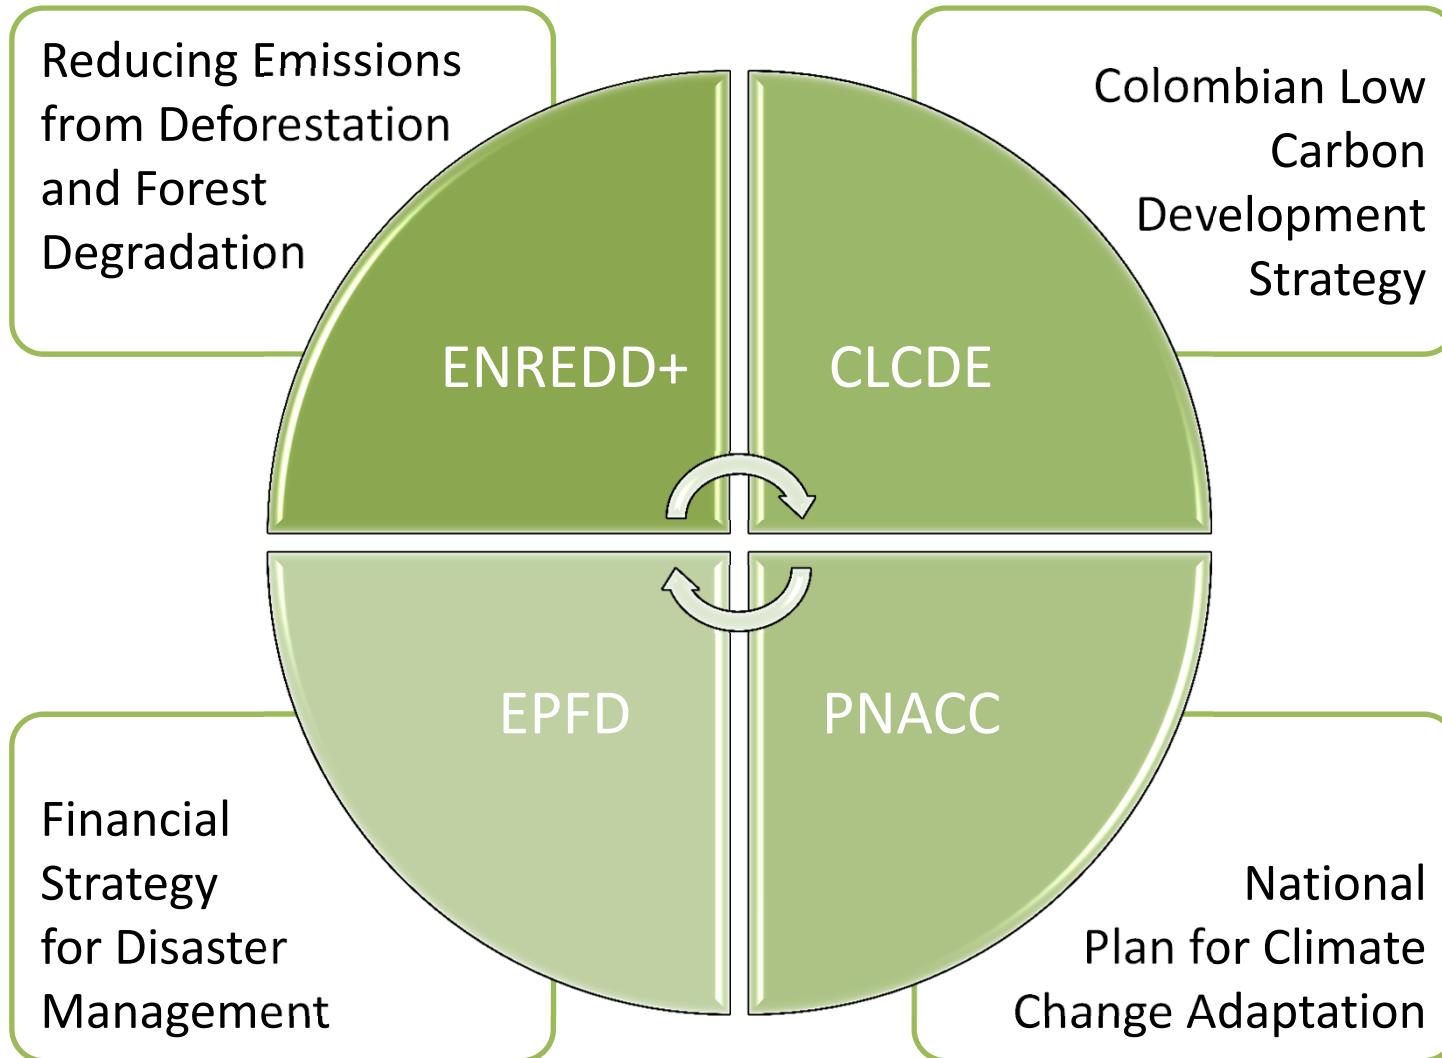 Reducing Emissions
from Deforestation
and Forest
Degradation
Colombian Low
Carbon
Development
Strategy
ENREDD+
CLCDE
EPFD
PNACC
Financial
Strategy
for Disaster
Management
National
Plan for Climate
Change Adaptation